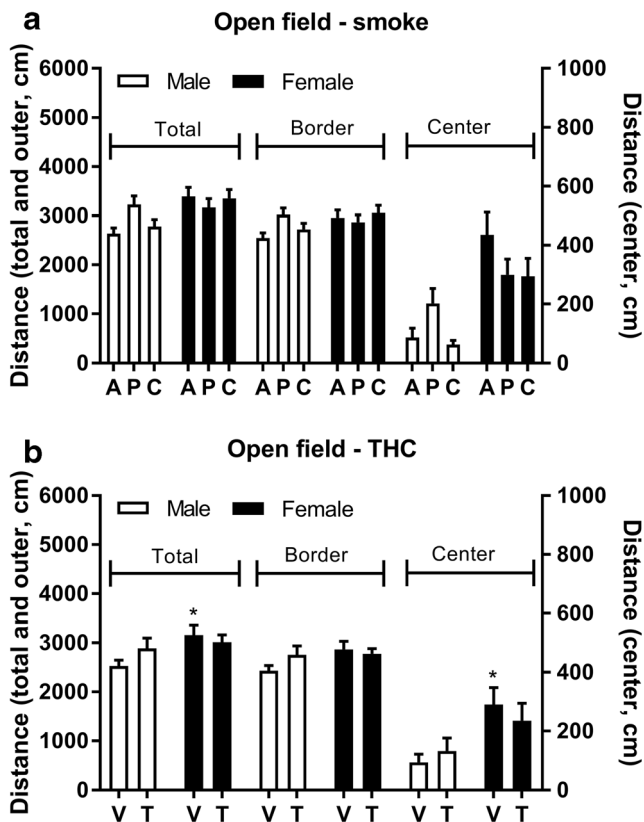 a
Open field - smoke
Distance (total and outer, cm)
6000
5000
4000
3000
2000
1000
0
Male Female
Total Border Center
1000
800
600
400
200
0
Distance (center, cm)
A P C A P C A P C A P C A P C A P C
b
Open field - THC
Distance (total and outer, cm)
6000
5000
4000
3000
2000
1000
0
Male Female
Total Border Center
* *
1000
800
600
400
200
0
Distance (center, cm)
V T V T V T V T V T V T